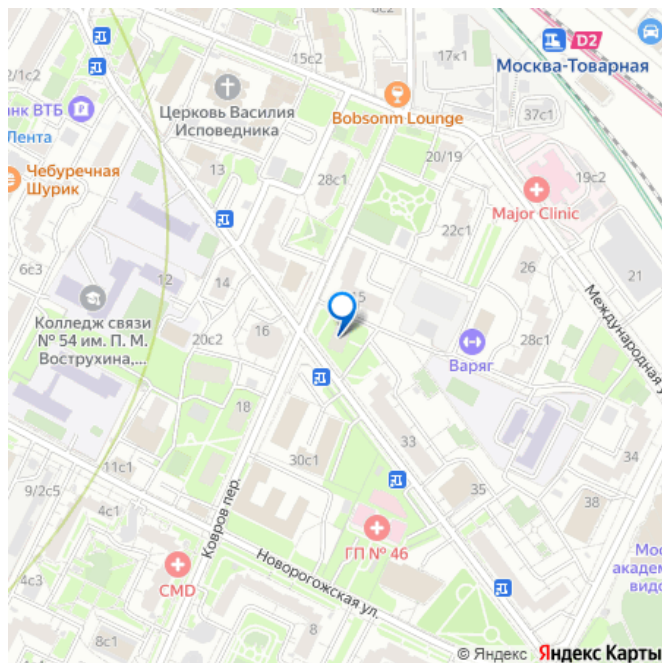 15с2
D2
17к1
Москва-Товарная
2/1с2
нк ВТБ
Лента
Церковь Василия
Исповедника
Bobsonm Lounge
37с1
20/19
19с2
Чебуречная
Шурик
13
28с1
Major Clinic
22с1
6с3
12
14
26
21
Международная у
Колледж связи
№ 54 им. П. М.
Вострухина,...
20с2
16
15
Варяг
28с1
18
33
34
11с1
9/2с5
4с1
30с1
35
38
Ковров пер.
ГП № 46
Мос
академ
видо
CMD
Новорогожская ул.
4с3
8
8с1
© Яндекс Яндекс Карты